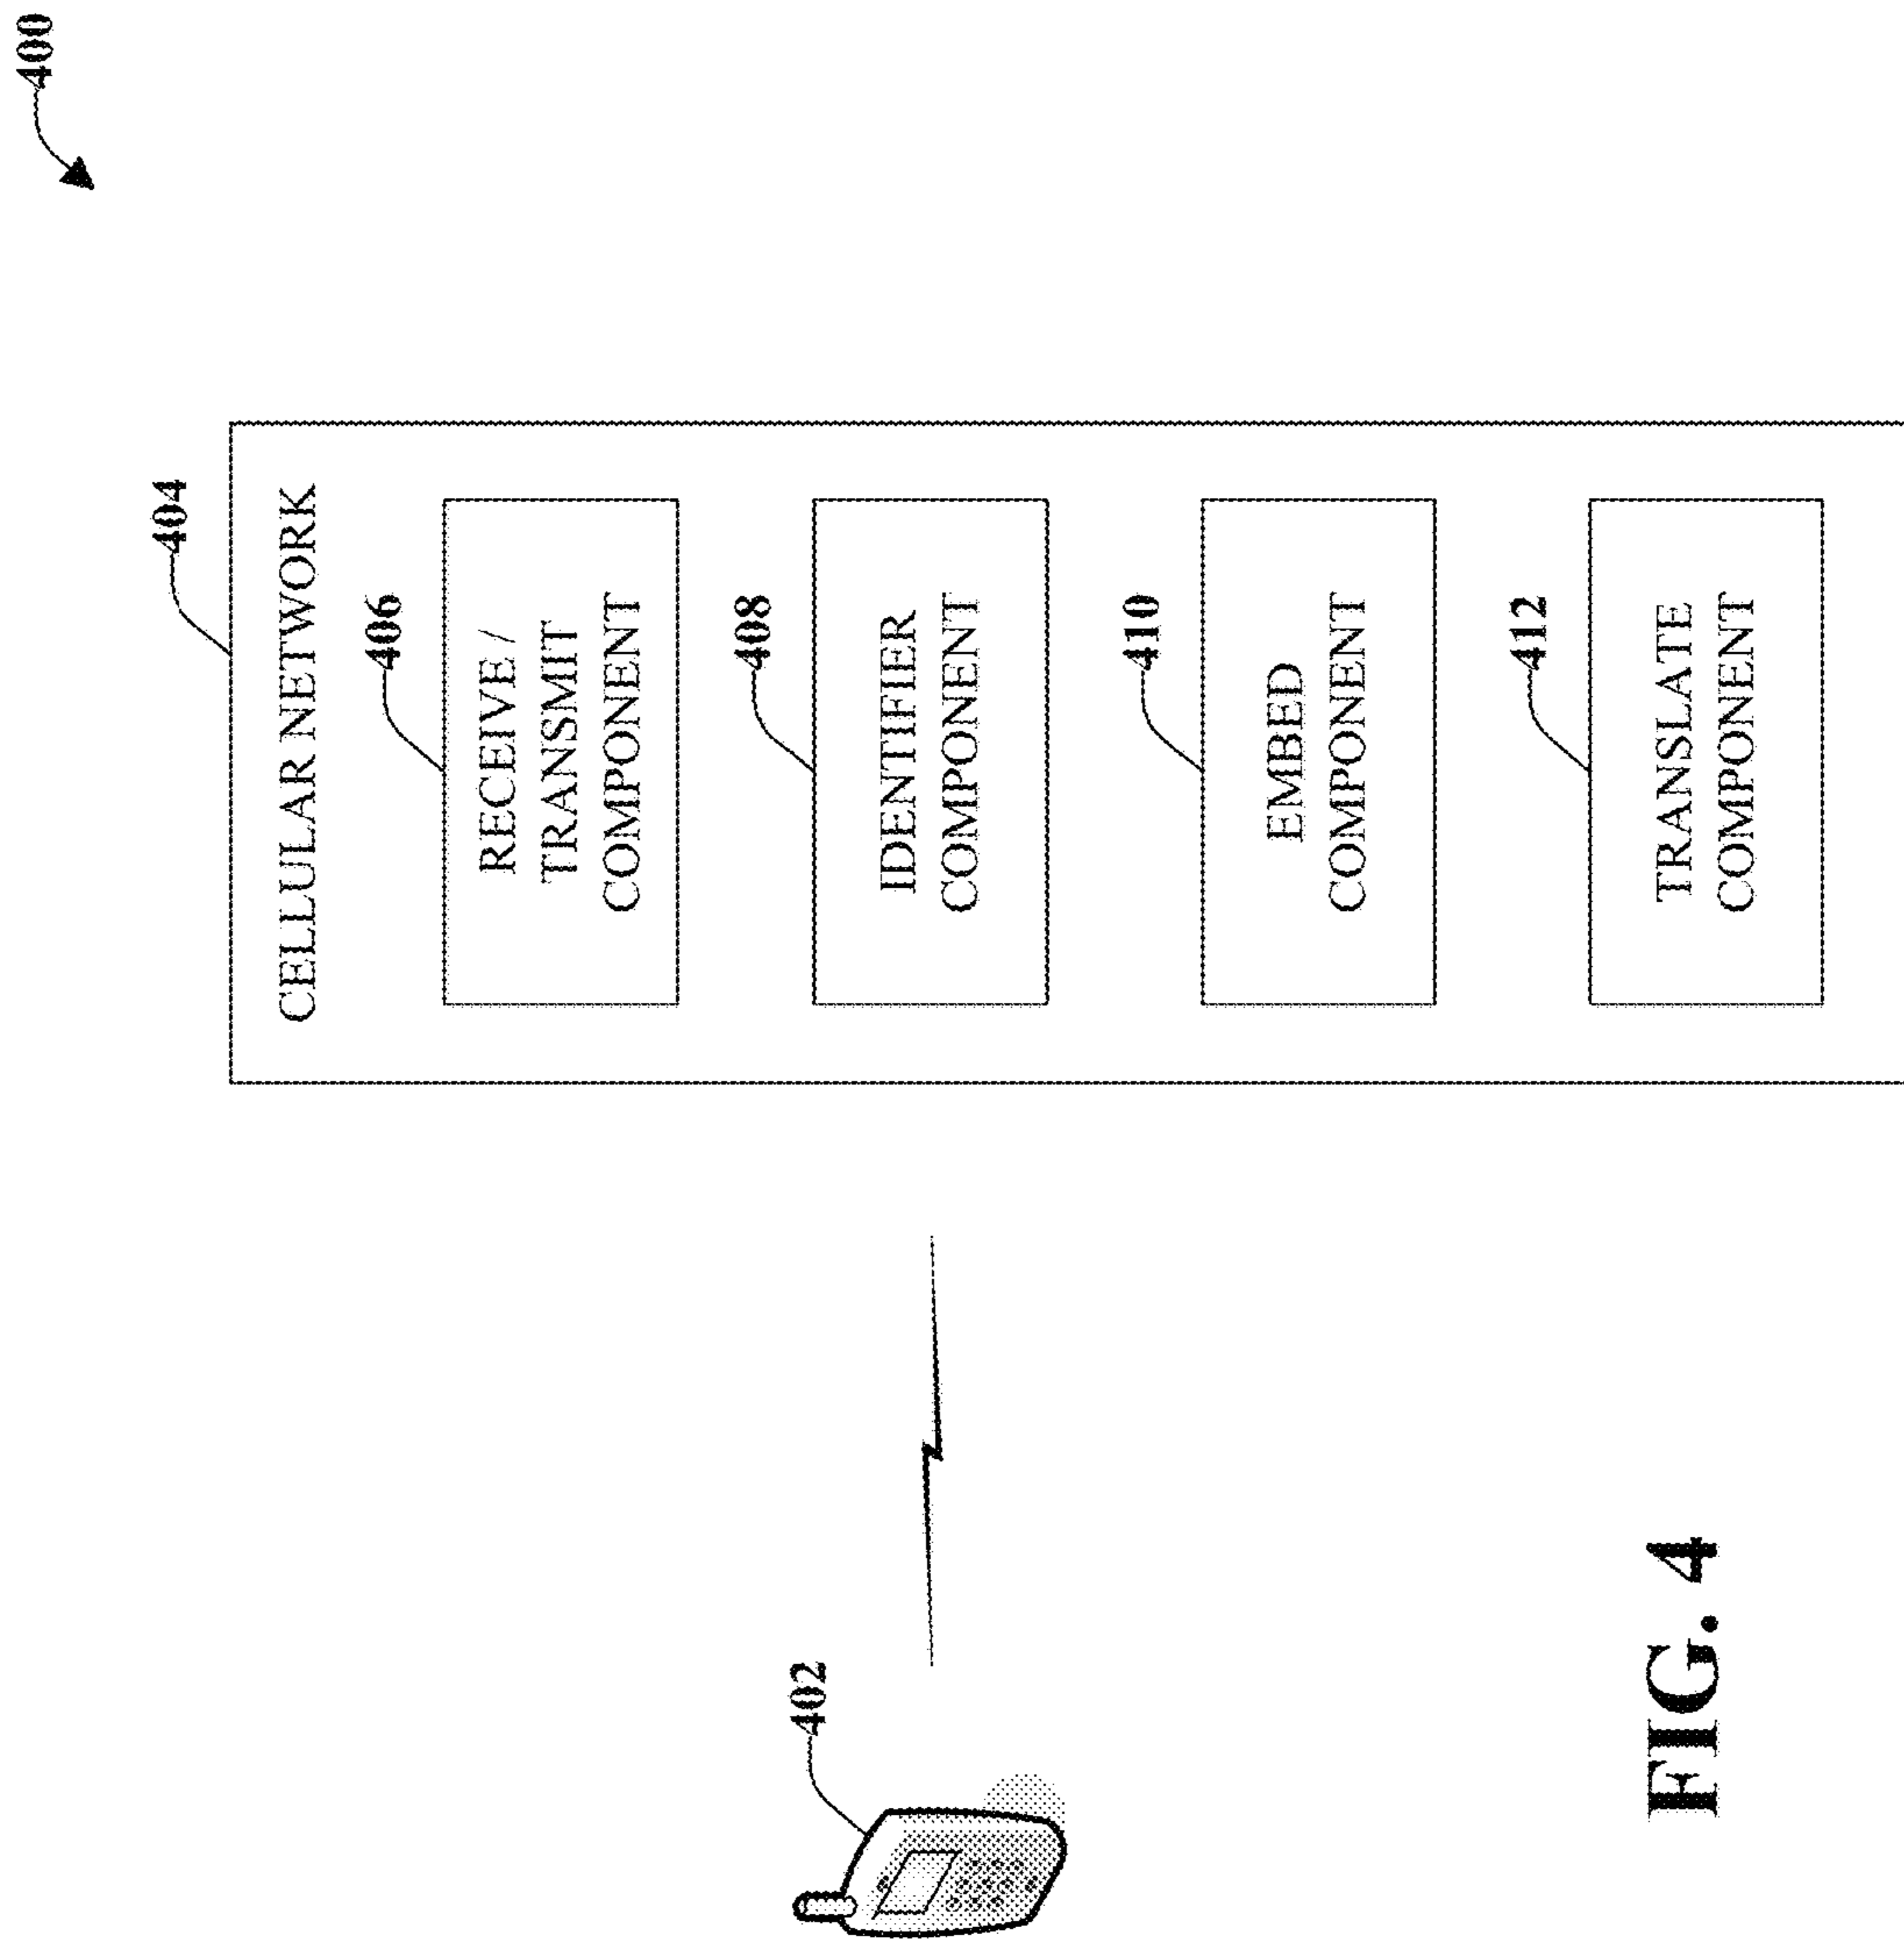 400
404
CELLULAR NETWORK
406
RECEIVE /
TRANSMIT
COMPONENT
408
IDENTIFIER
COMPONENT
402
410
EMBED
COMPONENT
412
TRANSLATE
COMPONENT
FIG. 4